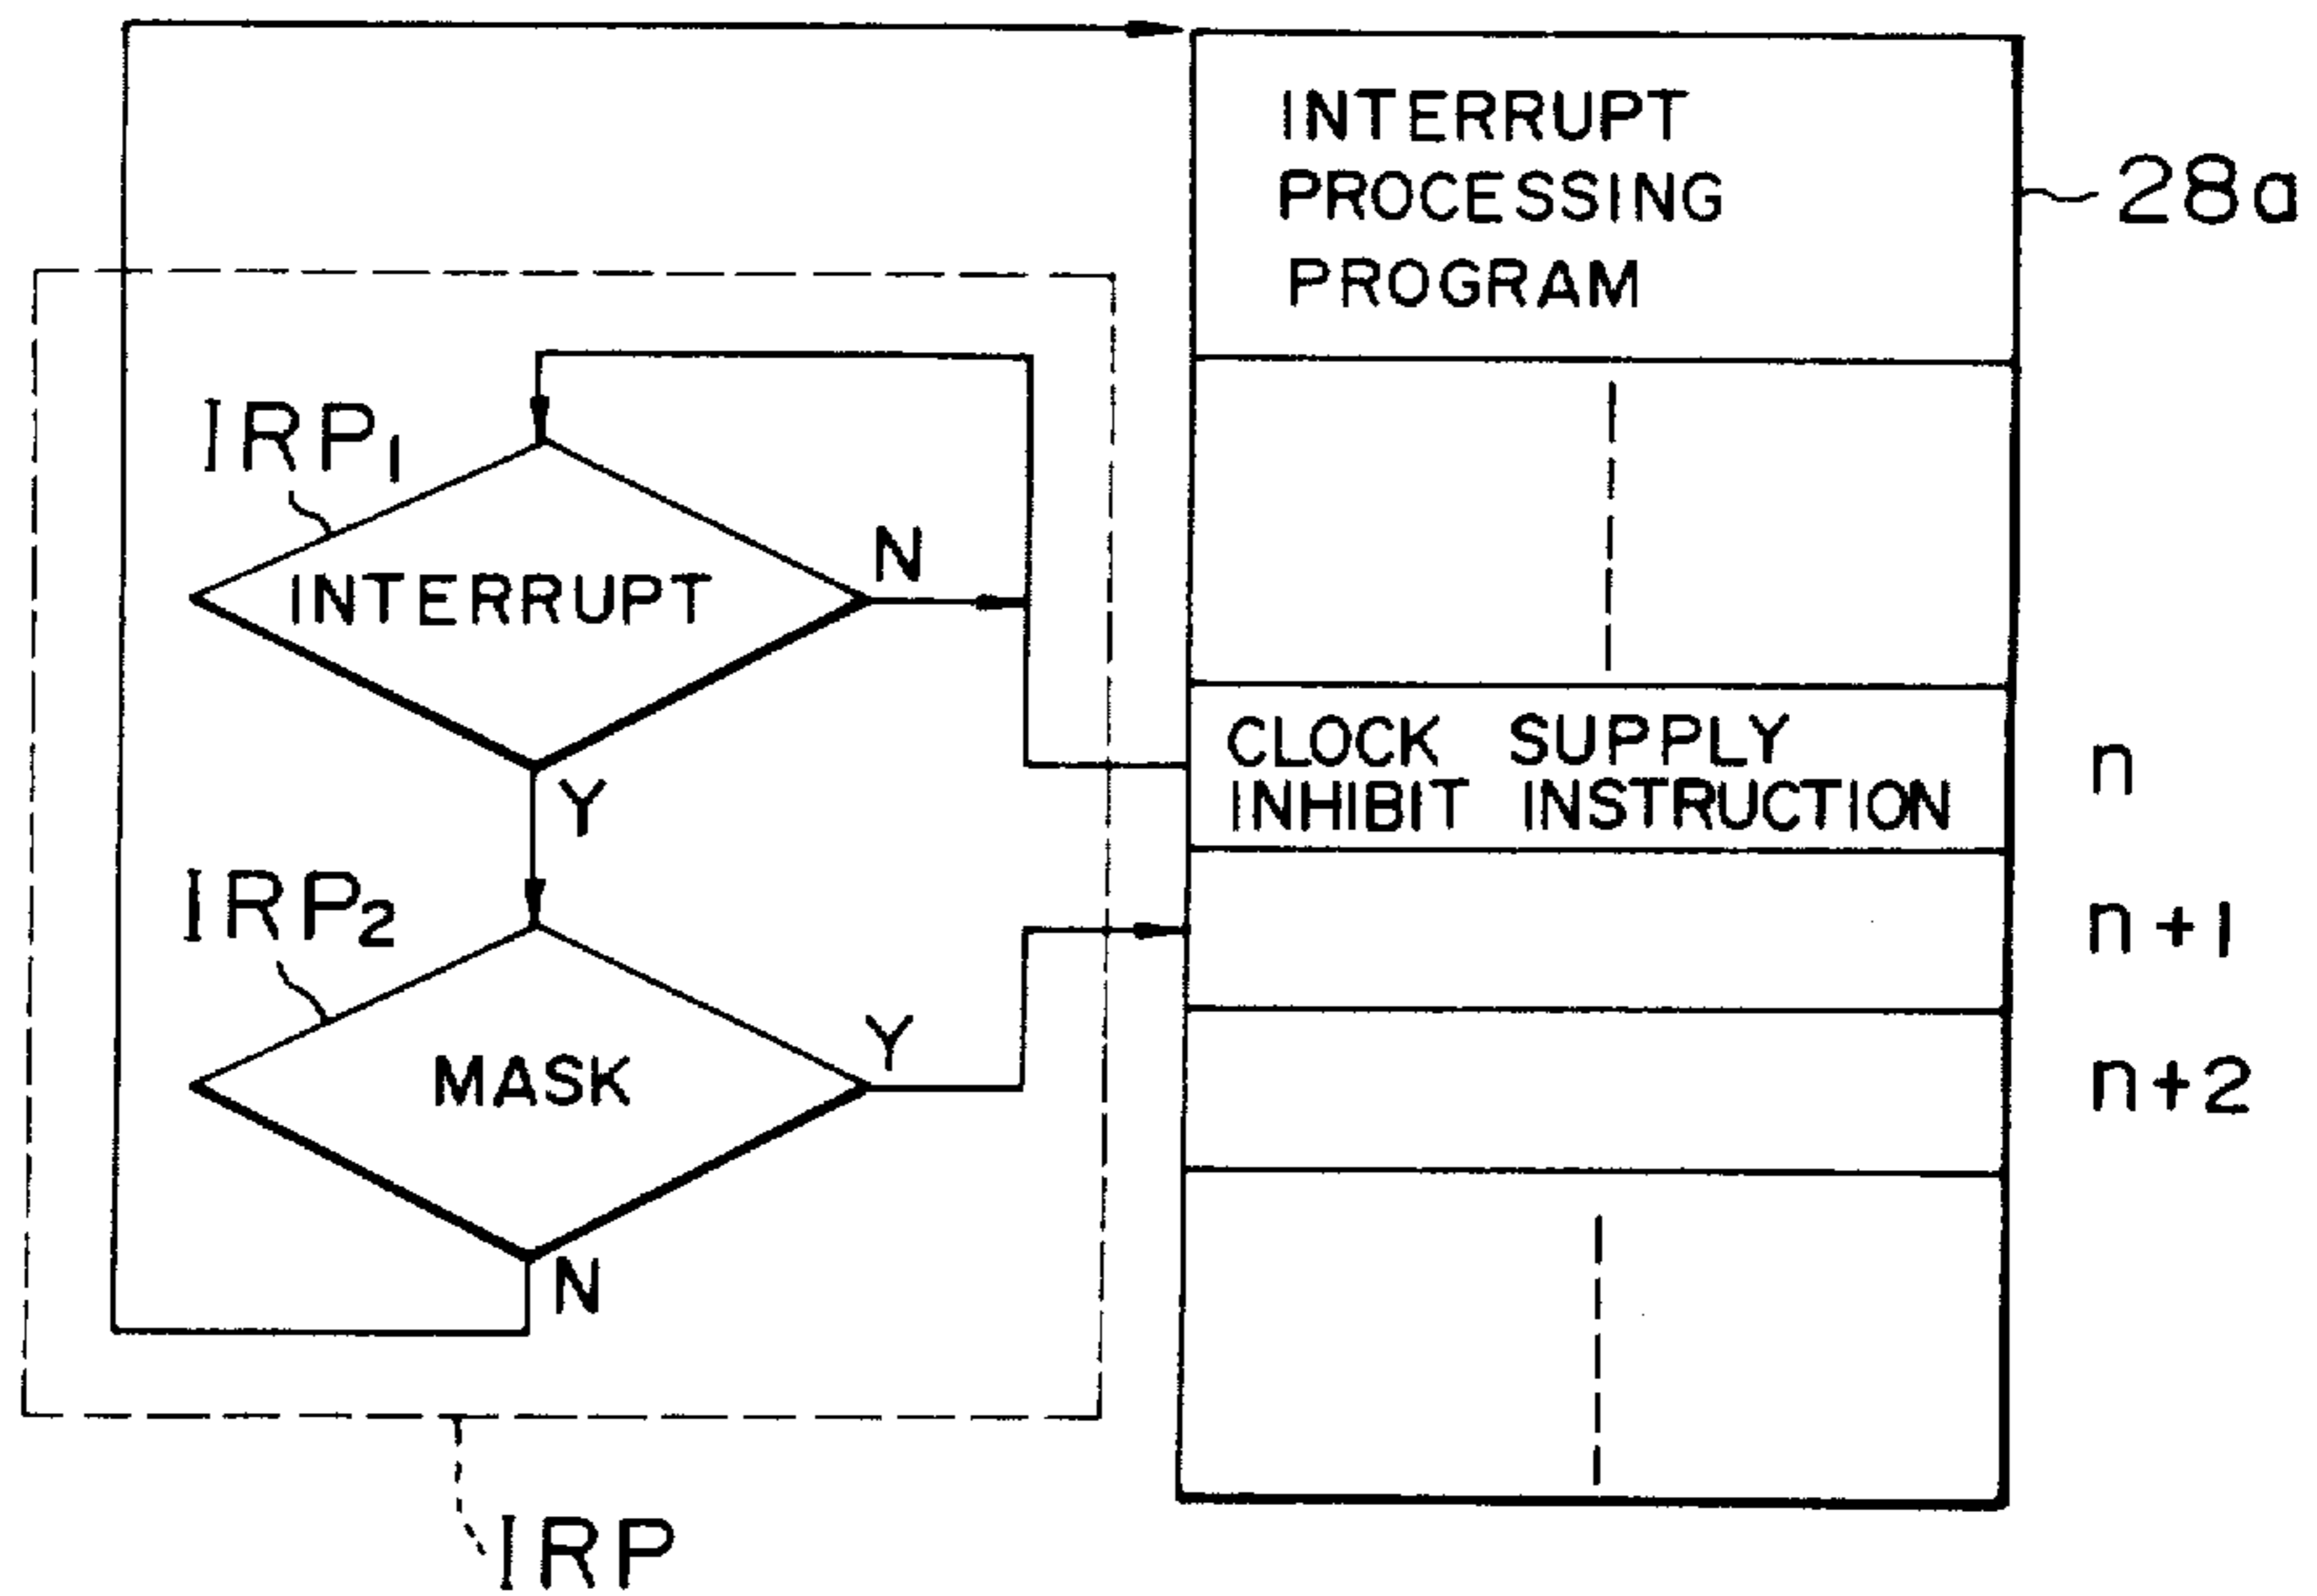 INTERRUPT
PROCESSING
PROGRAM
28a
IRP1
INTERRUPT
N
Y
CLOCK SUPPLY
INHIBIT INSTRUCTION
n
IRP2
n+1
MASK
Y
n+2
N
IRP